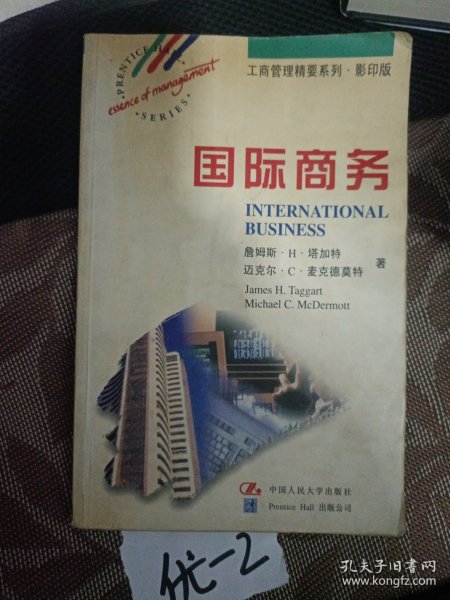 PRENTICE HALL
essence of management
SERIES
工商管理精要系列·影印版
国际商务
INTERNATIONAL
BUSINESS
詹姆斯·H·塔加特
迈克尔·C·麦克德莫特
著
James H. Taggart
Michael C. McDermott
中国人民大学出版社
Prentice Hall 出版公司
优-2
孔夫子旧书网
www.kongfz.com